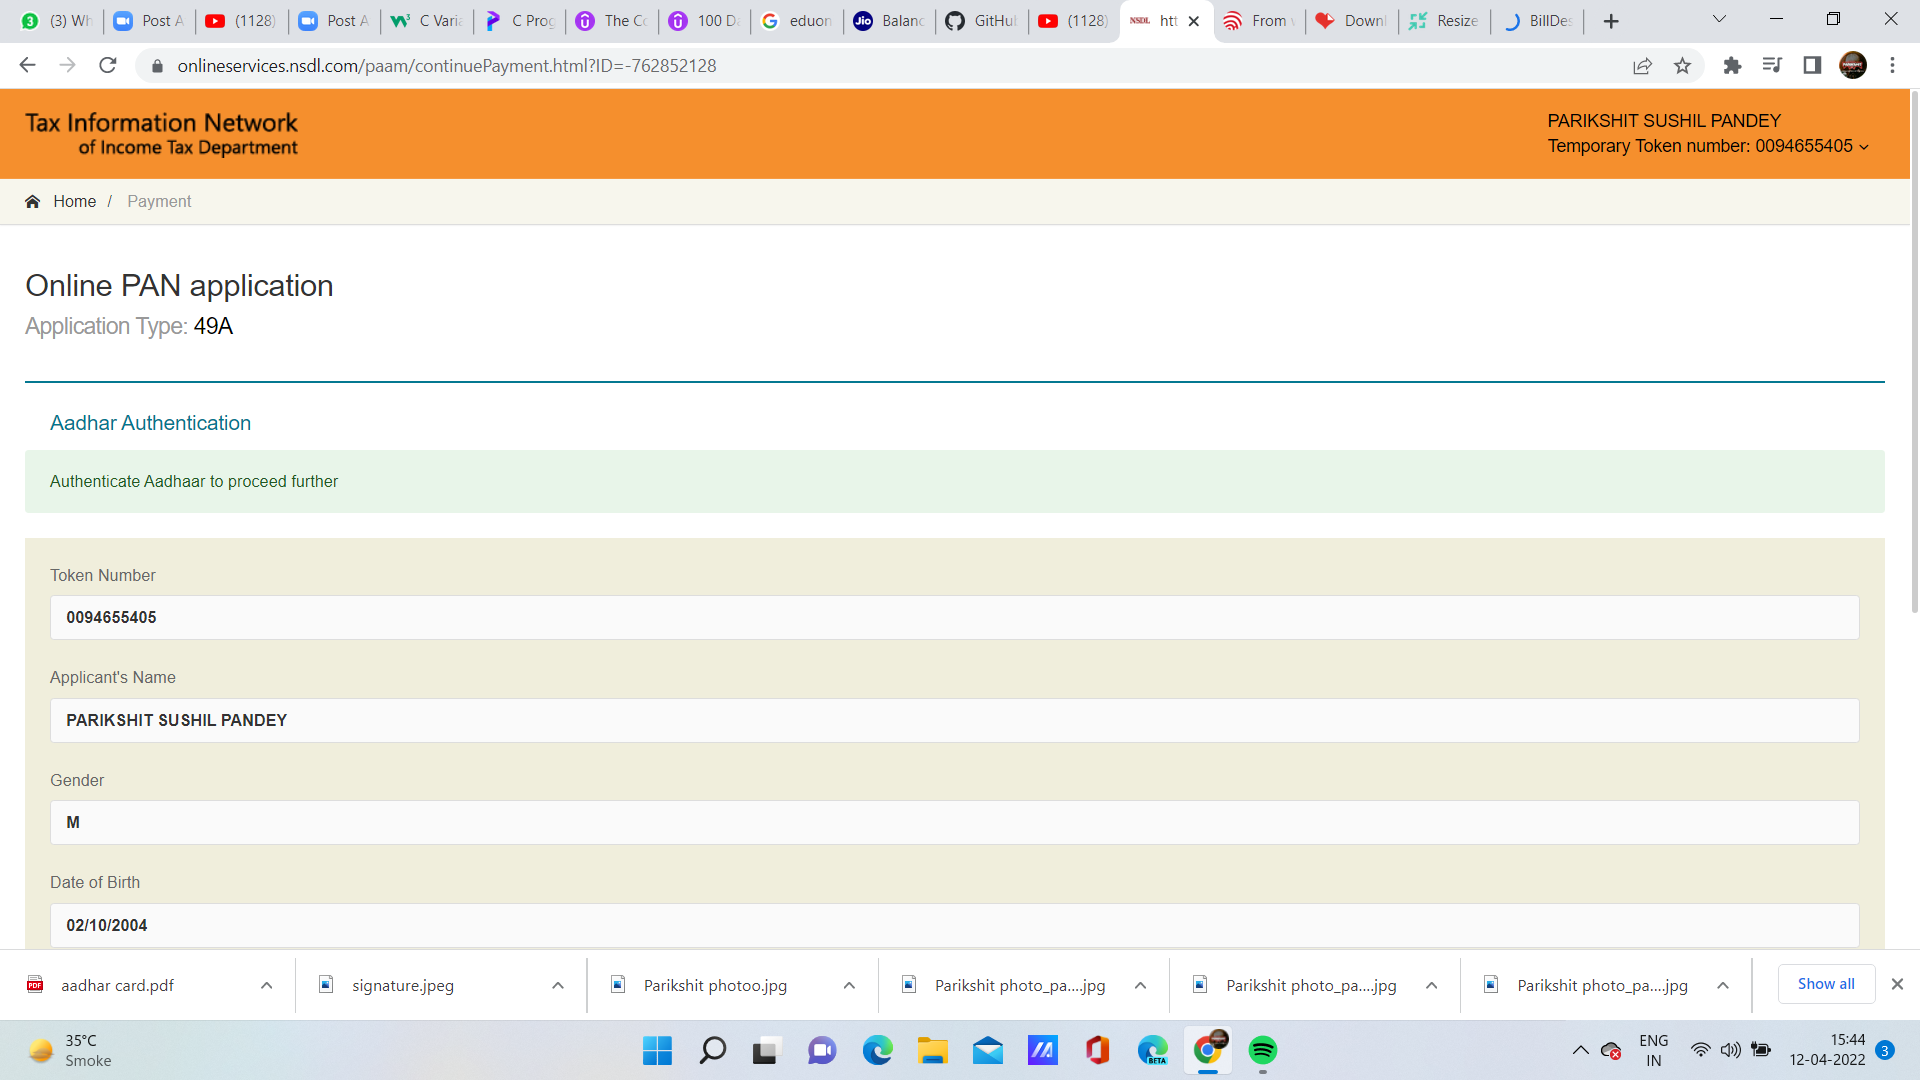 (3) Wh
Post A
(1128)
Post A
C Varia
C Prog
The Co
100 Da
eduon
Jio
Balanc
GitHub
(1128)
NSDL
htt
From v
Downl
Resize
BillDes
onlineservices.nsdl.com/paam/continuePayment.html?ID=-762852128
Tax Information Network
of Income Tax Department
PARIKSHIT SUSHIL PANDEY
Temporary Token number: 0094655405
Home / Payment
Online PAN application
Application Type: 49A
Aadhar Authentication
Authenticate Aadhaar to proceed further
Token Number
0094655405
Applicant's Name
PARIKSHIT SUSHIL PANDEY
Gender
M
Date of Birth
02/10/2004
aadhar card.pdf
signature.jpeg
Parikshit photoo.jpg
Parikshit photo_pa....jpg
Parikshit photo_pa....jpg
Parikshit photo_pa....jpg
Show all
35°C
Smoke
BETA
ENG
IN
15:44
12-04-2022
3